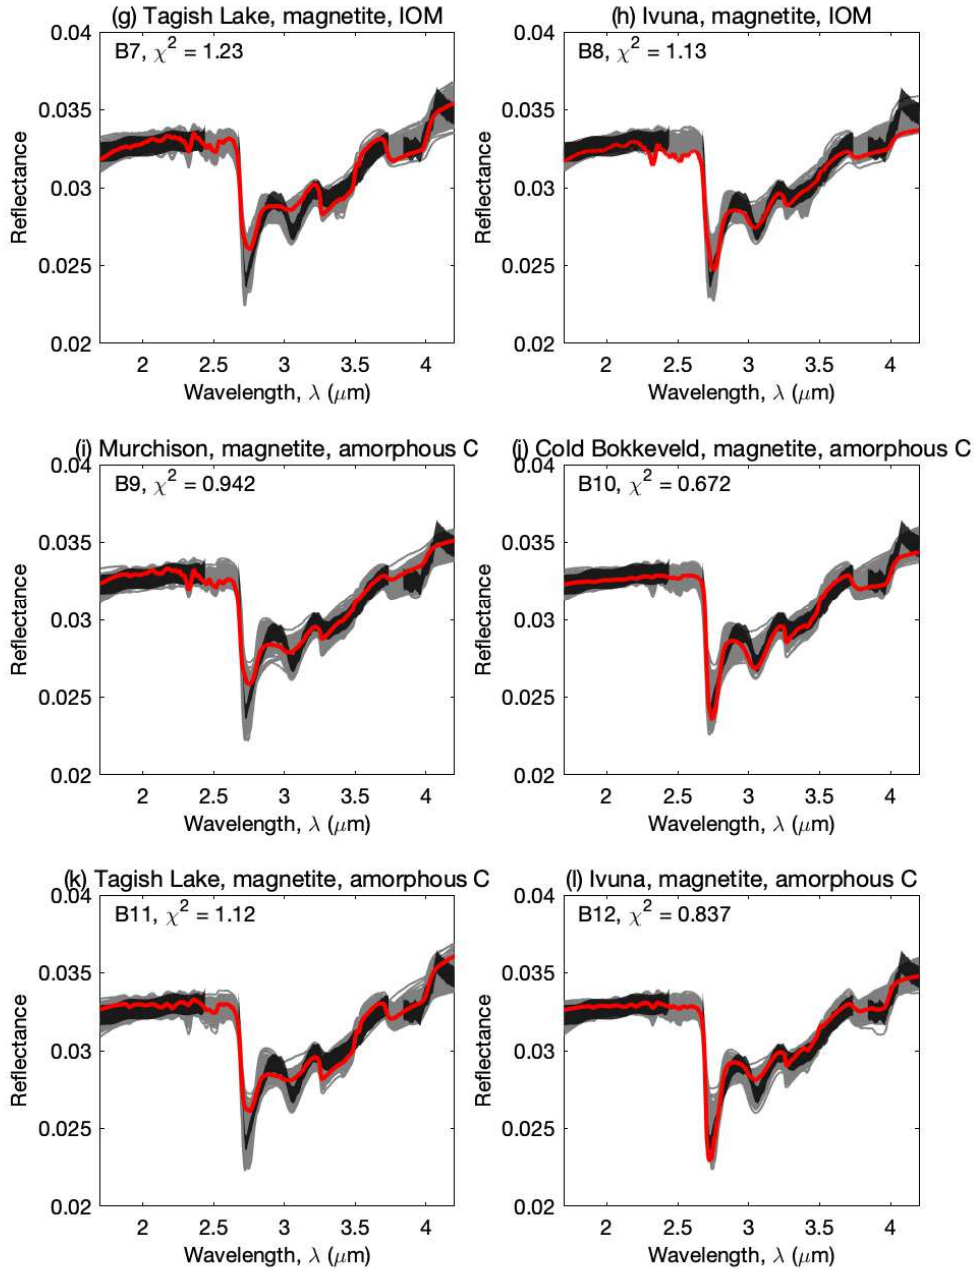 (g) Tagish Lake, magnetite, IOM
B7, χ² = 1.23
0.04
0.035
0.03
0.025
0.02
Reflectance
2 2.5 3 3.5 4
Wavelength, λ (μm)
(h) Ivuna, magnetite, IOM
B8, χ² = 1.13
0.04
0.035
0.03
0.025
0.02
Reflectance
2 2.5 3 3.5 4
Wavelength, λ (μm)
(i) Murchison, magnetite, amorphous C
B9, χ² = 0.942
0.04
0.035
0.03
0.025
0.02
Reflectance
2 2.5 3 3.5 4
Wavelength, λ (μm)
(j) Cold Bokkeveld, magnetite, amorphous C
B10, χ² = 0.672
0.04
0.035
0.03
0.025
0.02
Reflectance
2 2.5 3 3.5 4
Wavelength, λ (μm)
(k) Tagish Lake, magnetite, amorphous C
B11, χ² = 1.12
0.04
0.035
0.03
0.025
0.02
Reflectance
2 2.5 3 3.5 4
Wavelength, λ (μm)
(l) Ivuna, magnetite, amorphous C
B12, χ² = 0.837
0.04
0.035
0.03
0.025
0.02
Reflectance
2 2.5 3 3.5 4
Wavelength, λ (μm)